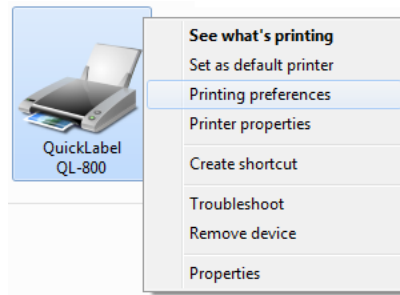 QuickLabel
QL-800
See what's printing
Set as default printer
Printing preferences
Printer properties
Create shortcut
Troubleshoot
Remove device
Properties